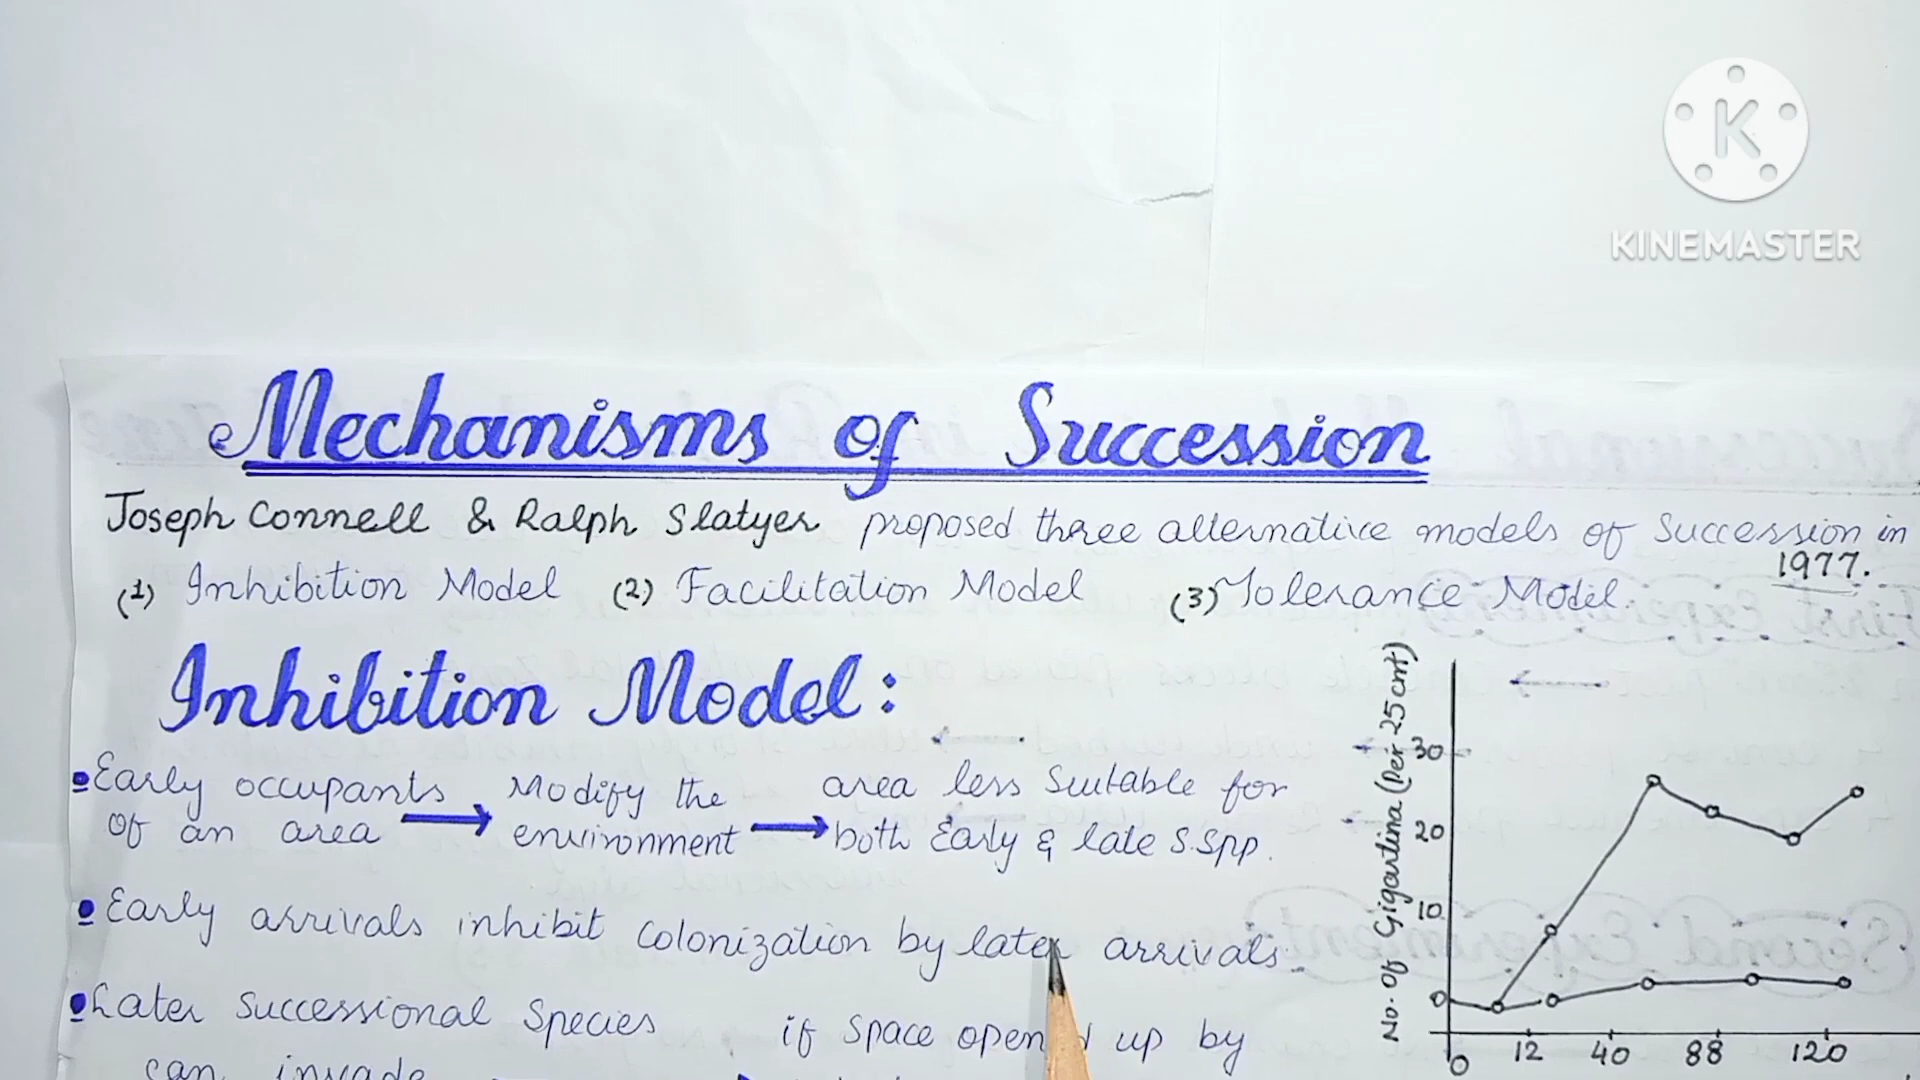 K
KINEMASTER
Mechanisms of Succession
Joseph Connell & Ralph Slatyer proposed three alternative models of Succession in 1977.
(1) Inhibition Model (2) Facilitation Model (3) Tolerance Model.
Inhibition Model:
Early occupants of an area → Modify the environment → area less Suitable for both Early & late S.Spp.
Early arrivals inhibit colonization by later arrivals.
Later Successional Species if space opened up by
can invade
No. of Gigartina (Per 25 cm²)
30
20
10
0
0 12 40 88 120